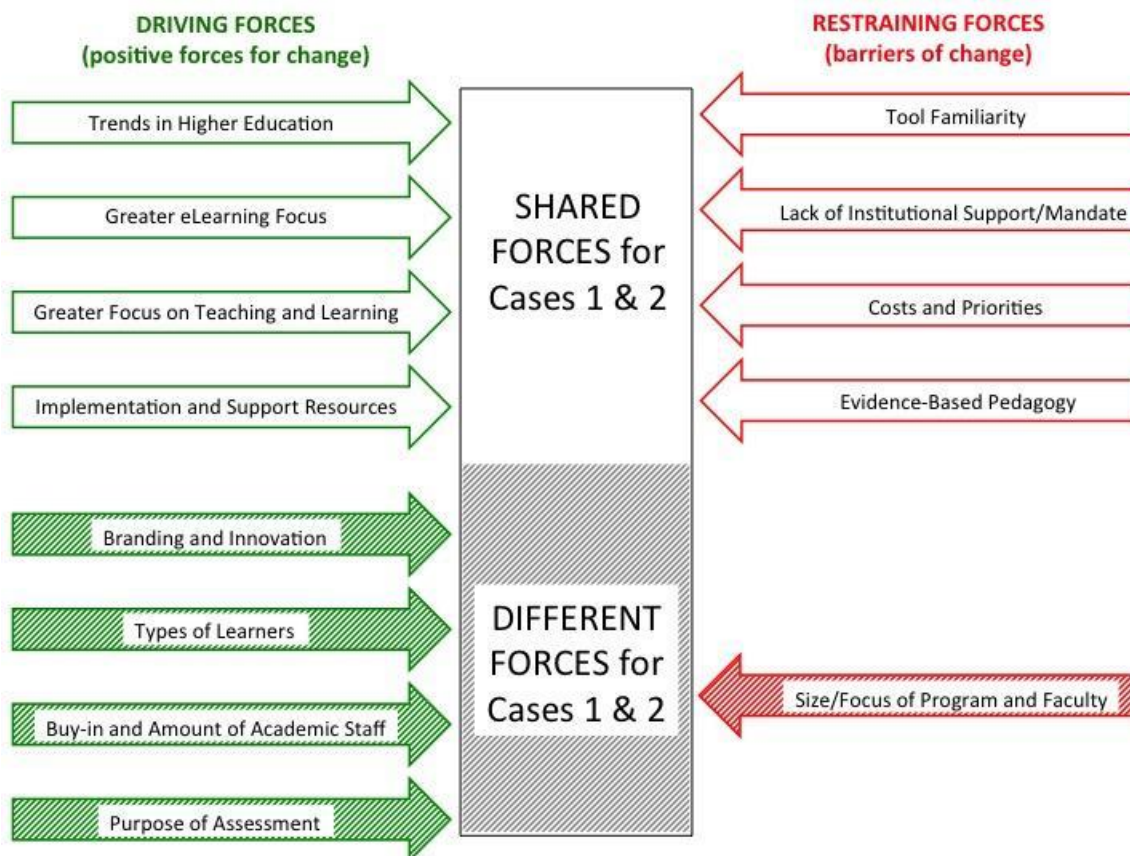 DRIVING FORCES
(positive forces for change)
RESTRAINING FORCES
(barriers of change)
Trends in Higher Education
Greater eLearning Focus
Greater Focus on Teaching and Learning
Implementation and Support Resources
SHARED
FORCES for
Cases 1 & 2
Tool Familiarity
Lack of Institutional Support/Mandate
Costs and Priorities
Evidence-Based Pedagogy
Branding and Innovation
Types of Learners
Buy-in and Amount of Academic Staff
Purpose of Assessment
DIFFERENT
FORCES for
Cases 1 & 2
Size/Focus of Program and Faculty